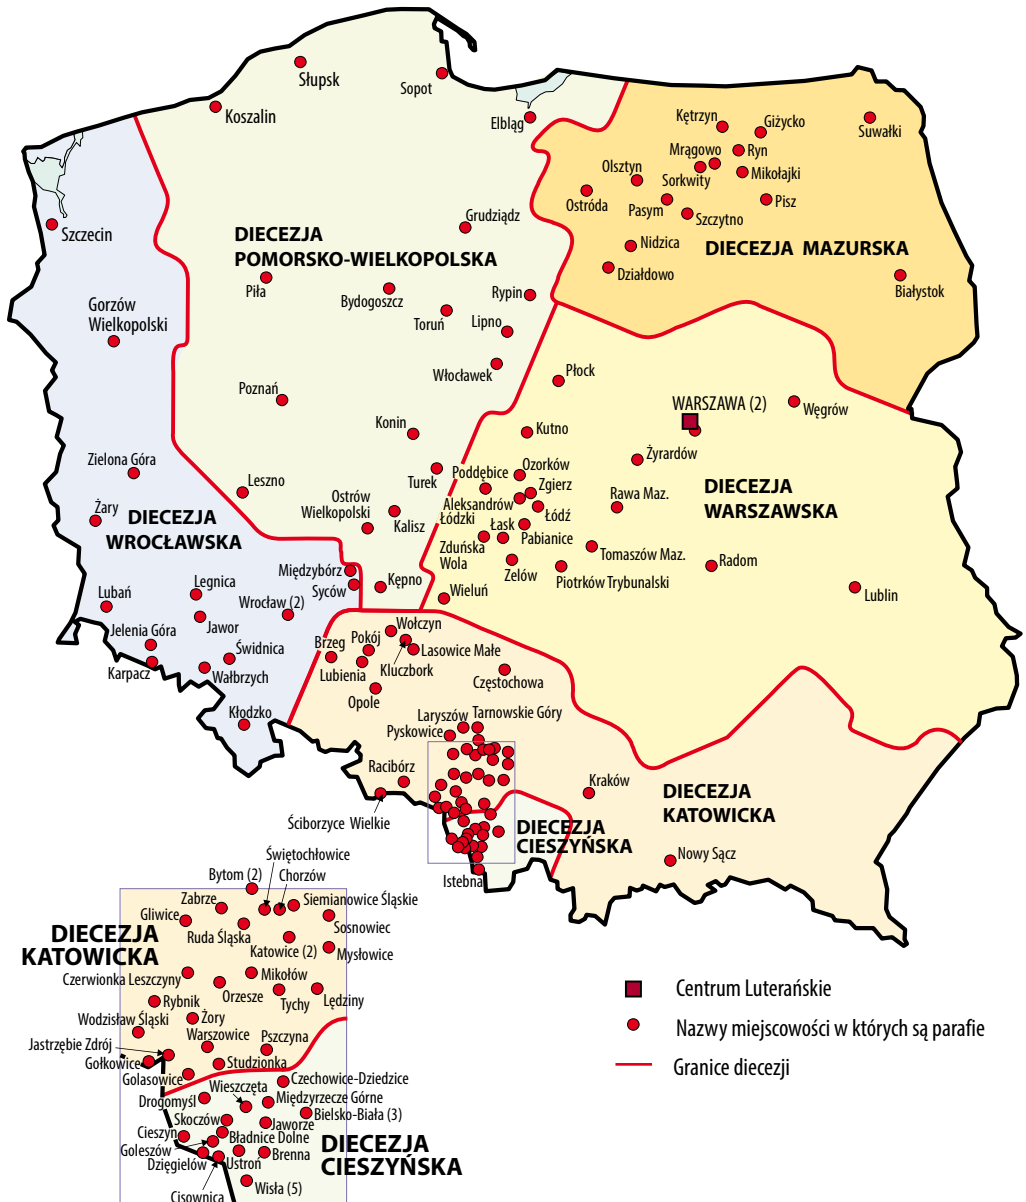 Słupsk
Sopot
Koszalin
Elbląg
Kętrzyn
Giżycko
Suwałki
Mrągowo
Ryn
Olsztyn
Sorkwity
Mikołajki
Ostróda
Pasym
Pisz
Szczytno
Szczecin
Grudziądz
DIECEZJA
POMORSKO-WIELKOPOLSKA
Nidzica
DIECEZJA MAZURSKA
Działdowo
Białystok
Piła
Bydogoszcz
Rypin
Gorzów
Wielkopolski
Toruń
Lipno
Włocławek
Płock
Poznań
WARSZAWA (2)
Węgrów
Konin
Kutno
Żyrardów
Zielona Góra
Leszno
Turek
Poddębice
Ozorków
Zgierz
Rawa Maz.
DIECEZJA
WARSZAWSKA
Żary
DIECEZJA
WROCŁAWSKA
Ostrów
Wielkopolski
Kalisz
Aleksandrów
Łódzki
Łódź
Łask
Pabianice
Zduńska
Wola
Zelów
Tomaszów Maz.
Piotrków Trybunalski
Radom
Lublin
Międzybórz
Syców
Kępno
Wieluń
Lubań
Legnica
Wrocław (2)
Jawor
Jelenia Góra
Świdnica
Karpacz
Wałbrzych
Kłodzko
Wołczyn
Brzeg
Pokój
Lasowice Małe
Lubienia
Kluczbork
Opole
Częstochowa
Laryszów
Tarnowskie Góry
Pyskowice
Racibórz
Ściborzyce Wielkie
Kraków
DIECEZJA
KATOWICKA
DIECEZJA
CIESZYŃSKA
Nowy Sącz
Istebna
Świętochłowice
Bytom (2)
Chorzów
Zabrze
Siemianowice Śląskie
Gliwice
Sosnowiec
Ruda Śląska
Katowice (2)
Mysłowice
DIECEZJA
KATOWICKA
Czerwionka Leszczyny
Mikołów
Orzesze
Tychy
Lędziny
Rybnik
Wodzisław Śląski
Żory
Warszowice
Pszczyna
Jastrzębie Zdrój
Gołkowice
Studzionka
Golasowice
Wieszczęta
Czechowice-Dziedzice
Drogomyśl
Międzyrzecze Górne
Bielsko-Biała (3)
Skoczów
Jaworze
Cieszyn
Bładnice Dolne
Goleszów
Dzięgielów
Ustroń
Brenna
DIECEZJA
CIESZYŃSKA
Wisła (5)
Cisownica
Centrum Luterańskie
Nazwy miejscowości w których są parafie
Granice diecezji